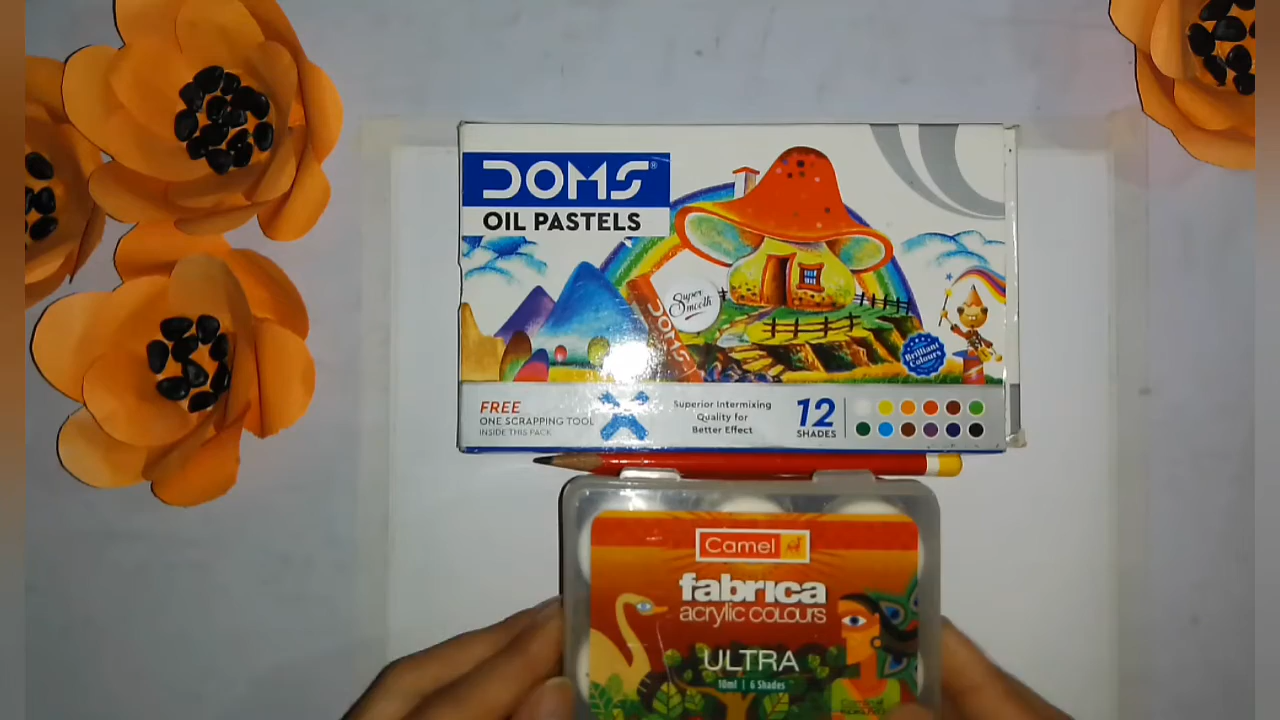 DOMS®
OIL PASTELS
Super
Smooth
DOMS
Brilliant
Colours
FREE
ONE SCRAPPING TOOL
INSIDE THIS PACK
Superior Intermixing
Quality for
Better Effect
12
SHADES
Camel
fabrica
acrylic colours
ULTRA
10ml | 6 Shades